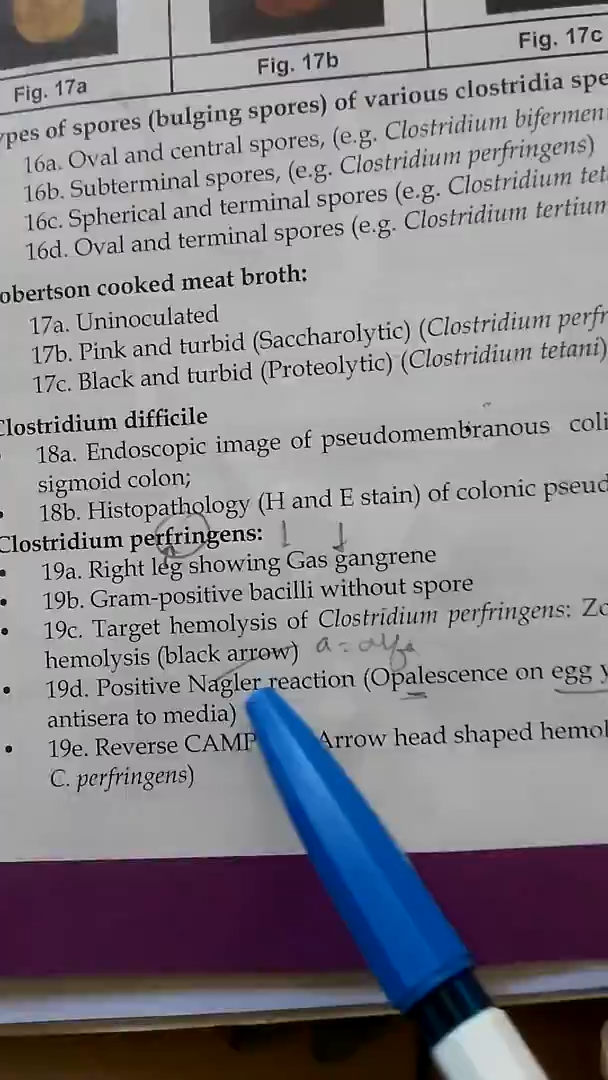 Fig. 17a
Fig. 17b
Fig. 17c
ypes of spores (bulging spores) of various clostridia spe
16a. Oval and central spores, (e.g. Clostridium bifermen
16b. Subterminal spores, (e.g. Clostridium perfringens)
16c. Spherical and terminal spores (e.g. Clostridium tet
16d. Oval and terminal spores (e.g. Clostridium tertium
obertson cooked meat broth:
17a. Uninoculated
17b. Pink and turbid (Saccharolytic) (Clostridium perfr
17c. Black and turbid (Proteolytic) (Clostridium tetani)
Clostridium difficile
18a. Endoscopic image of pseudomembranous coli
sigmoid colon;
18b. Histopathology (H and E stain) of colonic pseud
Clostridium perfringens:
• 19a. Right leg showing Gas gangrene
• 19b. Gram-positive bacilli without spore
• 19c. Target hemolysis of Clostridium perfringens: Zo
hemolysis (black arrow)
• 19d. Positive Nagler reaction (Opalescence on egg y
antisera to media)
• 19e. Reverse CAMP Arrow head shaped hemol
C. perfringens)